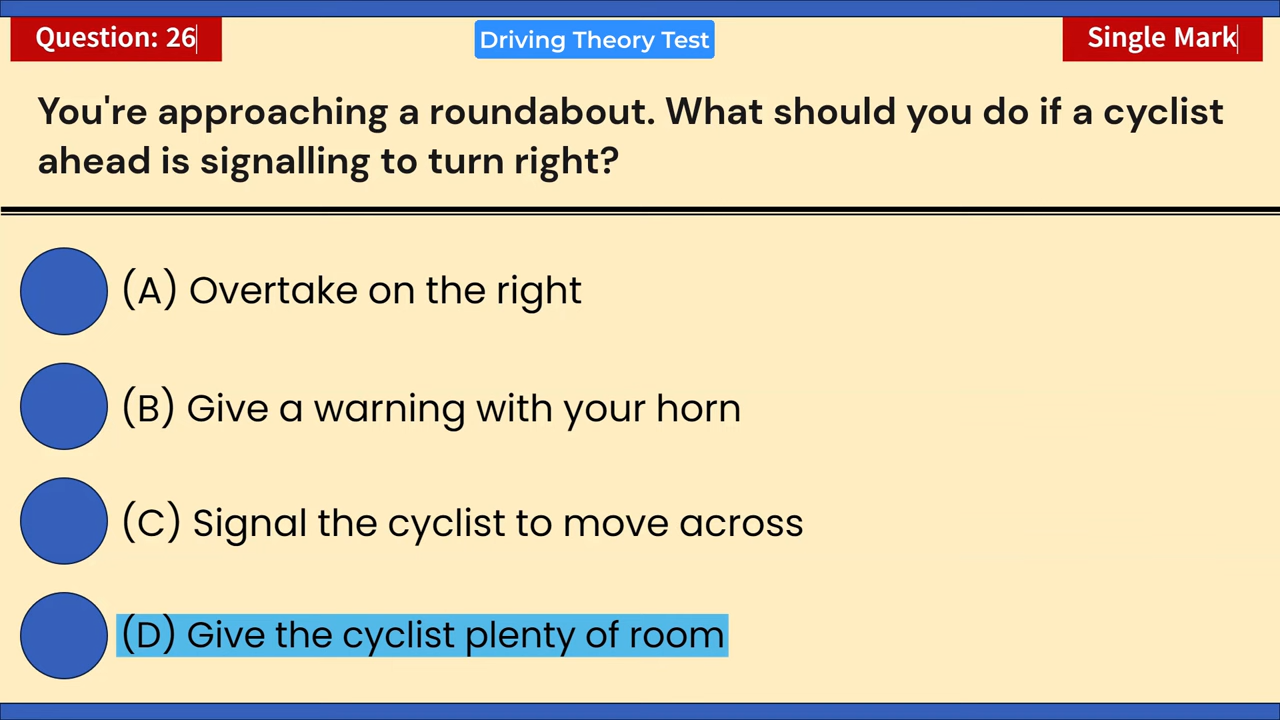 Question: 26
Driving Theory Test
Single Mark
You're approaching a roundabout. What should you do if a cyclist
ahead is signalling to turn right?
(A) Overtake on the right
(B) Give a warning with your horn
(C) Signal the cyclist to move across
(D) Give the cyclist plenty of room